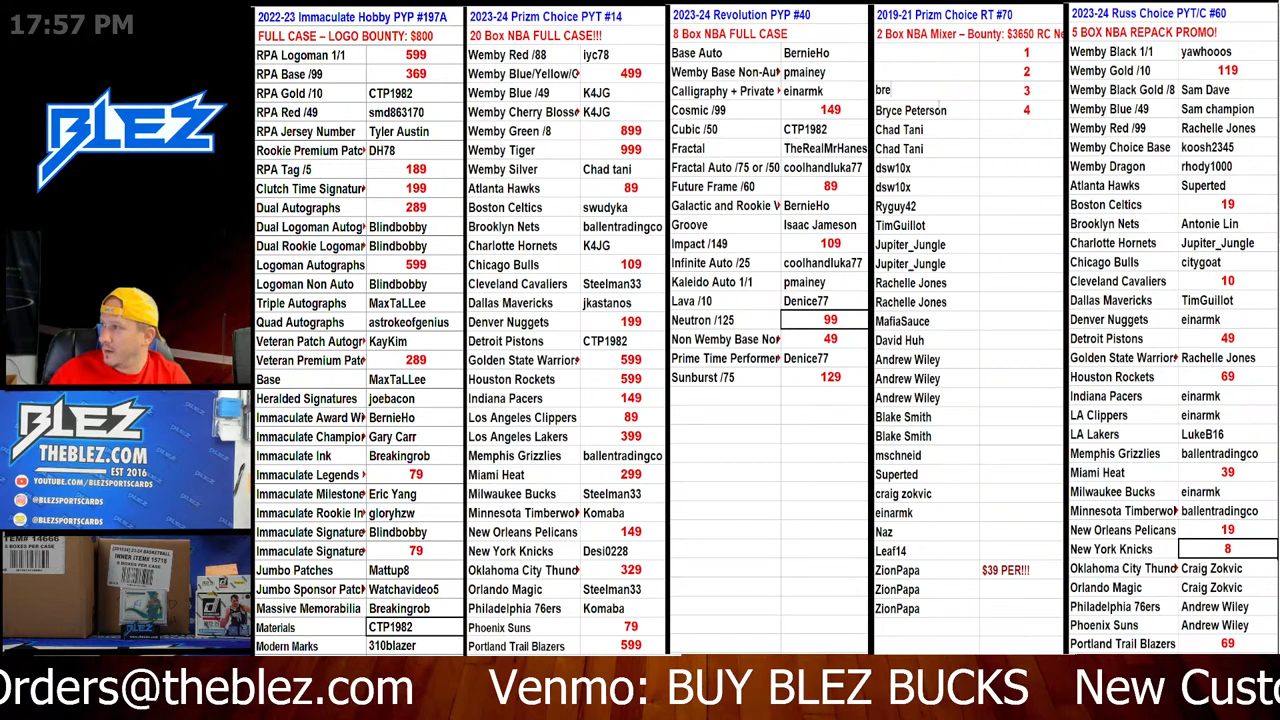 17:57 PM
BLEZ
BLEZ
THEBLEZ.COM
EST 2016
YOUTUBE.COM/BLEZSPORTSCARDS
@BLEZSPORTSCARDS
@BLEZSPORTSCARDS
ITEM# 14666
INNER ITEM# 15718
BLEZ
2022-23 Immaculate Hobby PYP #197A
FULL CASE – LOGO BOUNTY: $800
RPA Logoman 1/1 599
RPA Base /99 369
RPA Gold /10 CTP1982
RPA Red /49 smd863170
RPA Jersey Number Tyler Austin
Rookie Premium Patc DH78
RPA Tag /5 189
Clutch Time Signatur 199
Dual Autographs 289
Dual Logoman Autog Blindbobby
Dual Rookie Logoma Blindbobby
Logoman Autographs 599
Logoman Non Auto Blindbobby
Triple Autographs MaxTaLLee
Quad Autographs astrokeofgenius
Veteran Patch Autogr KayKim
Veteran Premium Pat 289
Base MaxTaLLee
Heralded Signatures joebacon
Immaculate Award W BernieHo
Immaculate Champio Gary Carr
Immaculate Ink Breakingrob
Immaculate Legends 79
Immaculate Milestone Eric Yang
Immaculate Rookie In gloryhzw
Immaculate Signature Blindbobby
Immaculate Signature 79
Jumbo Patches Mattup8
Jumbo Sponsor Patc Watchavideo5
Massive Memorabilia Breakingrob
Materials CTP1982
Modern Marks 310blazer
2023-24 Prizm Choice PYT #14
20 Box NBA FULL CASE!!!
Wemby Red /88 iyc78
Wemby Blue/Yellow/G 499
Wemby Blue /49 K4JG
Wemby Cherry Bloss K4JG
Wemby Green /8 899
Wemby Tiger 999
Wemby Silver Chad tani
Atlanta Hawks 89
Boston Celtics swudyka
Brooklyn Nets ballentradingco
Charlotte Hornets K4JG
Chicago Bulls 109
Cleveland Cavaliers Steelman33
Dallas Mavericks jkastanos
Denver Nuggets 199
Detroit Pistons CTP1982
Golden State Warrior 599
Houston Rockets 599
Indiana Pacers 149
Los Angeles Clippers 89
Los Angeles Lakers 399
Memphis Grizzlies ballentradingco
Miami Heat 299
Milwaukee Bucks Steelman33
Minnesota Timberwo Komaba
New Orleans Pelicans 149
New York Knicks Desi0228
Oklahoma City Thund 329
Orlando Magic Steelman33
Philadelphia 76ers Komaba
Phoenix Suns 79
Portland Trail Blazers 599
2023-24 Revolution PYP #40
8 Box NBA FULL CASE
Base Auto BernieHo
Wemby Base Non-Au pmainey
Calligraphy + Private einarmk
Cosmic /99 149
Cubic /50 CTP1982
Fractal TheRealMrHanes
Fractal Auto /75 or /50 coolhandluka77
Future Frame /60 89
Galactic and Rookie V BernieHo
Groove Isaac Jameson
Impact /149 109
Infinite Auto /25 coolhandluka77
Kaleido Auto 1/1 pmainey
Lava /10 Denice77
Neutron /125 99
Non Wemby Base No 49
Prime Time Performer Denice77
Sunburst /75 129
2019-21 Prizm Choice RT #70
2 Box NBA Mixer – Bounty: $3650 RC Ne
1
2
bre 3
Bryce Peterson 4
Chad Tani
Chad Tani
dsw10x
dsw10x
Ryguy42
TimGuillot
Jupiter_Jungle
Jupiter_Jungle
Rachelle Jones
Rachelle Jones
MafiaSauce
David Huh
Andrew Wiley
Andrew Wiley
Andrew Wiley
Blake Smith
Blake Smith
mschneid
Superted
craig zokvic
einarmk
Naz
Leaf14
ZionPapa $39 PER!!!
ZionPapa
ZionPapa
2023-24 Russ Choice PYT/C #60
5 BOX NBA REPACK PROMO!
Wemby Black 1/1 yawhooos
Wemby Gold /10 119
Wemby Black Gold /8 Sam Dave
Wemby Blue /49 Sam champion
Wemby Red /99 Rachelle Jones
Wemby Choice Base koosh2345
Wemby Dragon rhody1000
Atlanta Hawks Superted
Boston Celtics 19
Brooklyn Nets Antonie Lin
Charlotte Hornets Jupiter_Jungle
Chicago Bulls citygoat
Cleveland Cavaliers 10
Dallas Mavericks TimGuillot
Denver Nuggets einarmk
Detroit Pistons 49
Golden State Warrior Rachelle Jones
Houston Rockets 69
Indiana Pacers einarmk
LA Clippers einarmk
LA Lakers LukeB16
Memphis Grizzlies ballentradingco
Miami Heat 39
Milwaukee Bucks einarmk
Minnesota Timberwo ballentradingco
New Orleans Pelicans 19
New York Knicks 8
Oklahoma City Thund Craig Zokvic
Orlando Magic Craig Zokvic
Philadelphia 76ers Andrew Wiley
Phoenix Suns Andrew Wiley
Portland Trail Blazers 69
Orders@theblez.com Venmo: BUY BLEZ BUCKS New Custo